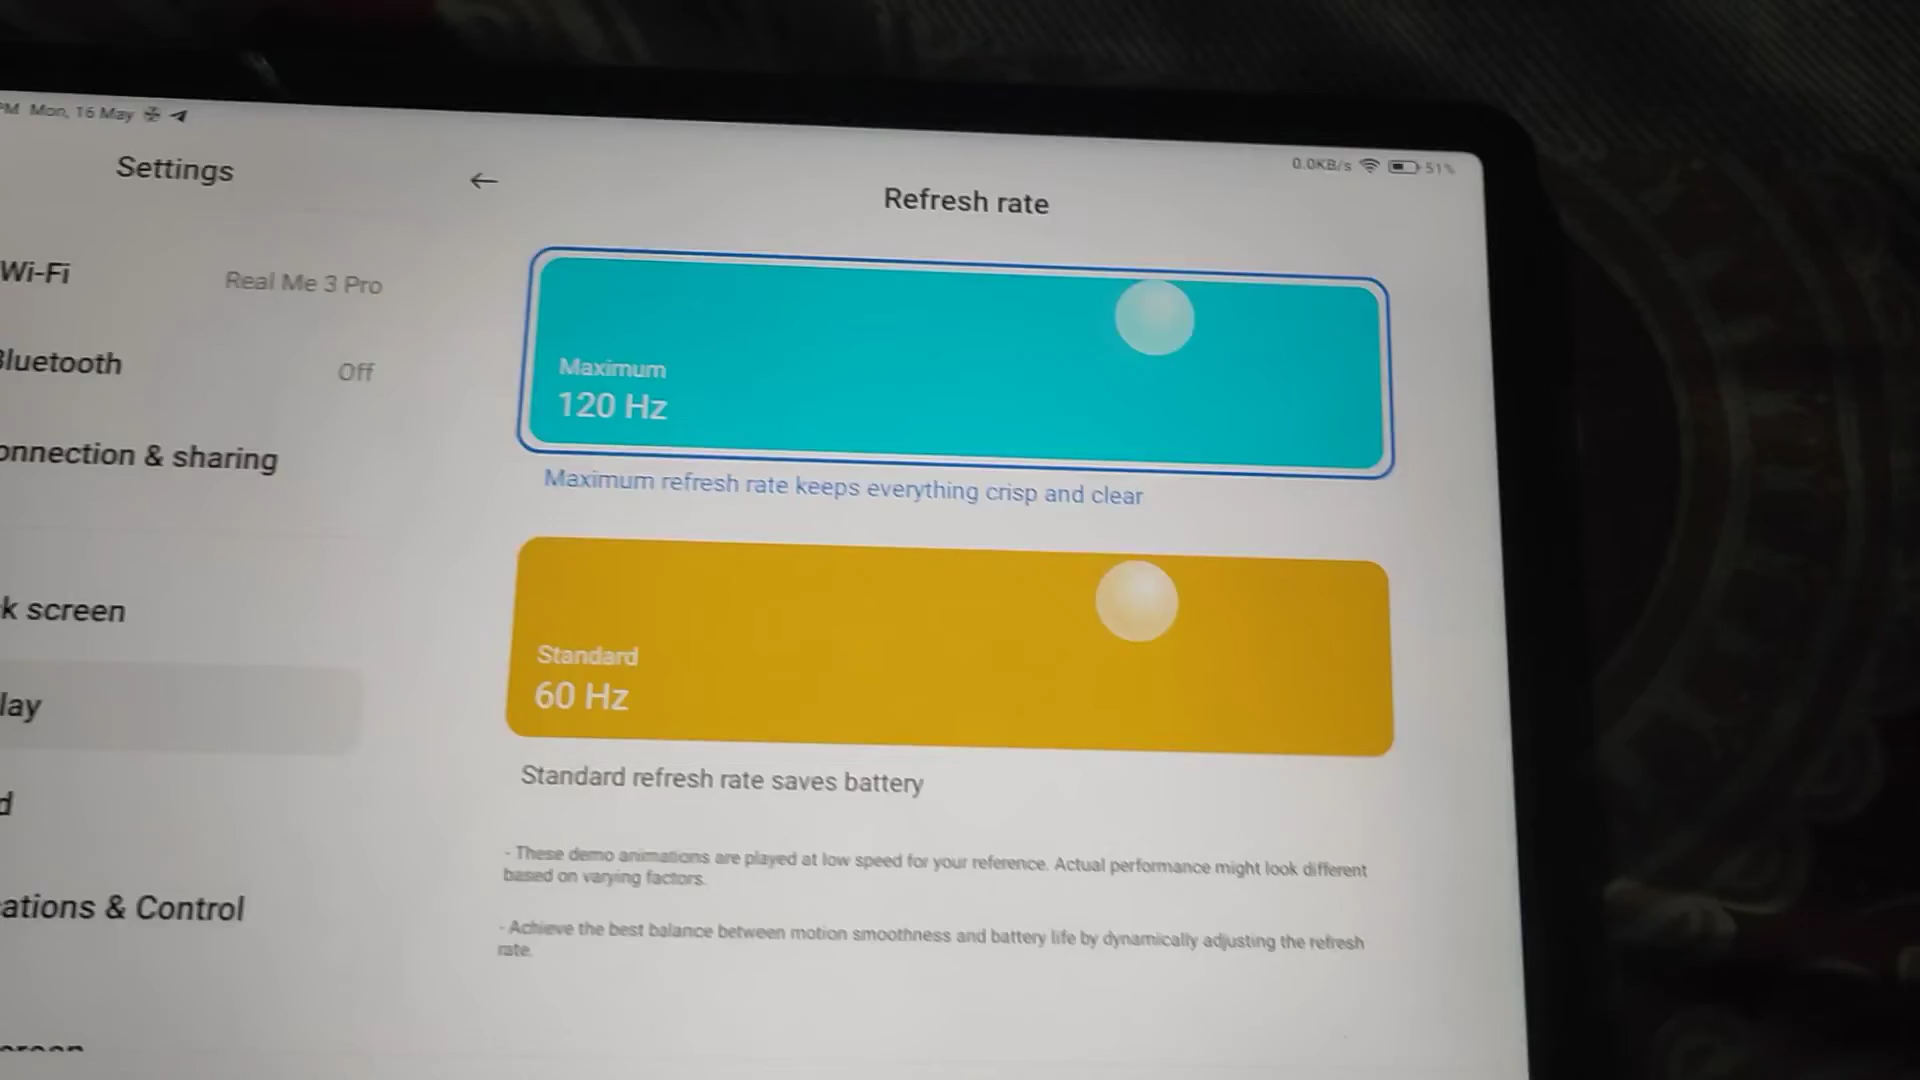 PM Mon, 16 May
0.0KB/s 51%
Settings
Refresh rate
Wi-Fi
Real Me 3 Pro
Bluetooth
Off
onnection & sharing
k screen
lay
d
ations & Control
Maximum
120 Hz
Maximum refresh rate keeps everything crisp and clear
Standard
60 Hz
Standard refresh rate saves battery
- These demo animations are played at low speed for your reference. Actual performance might look different
based on varying factors.
- Achieve the best balance between motion smoothness and battery life by dynamically adjusting the refresh
rate.